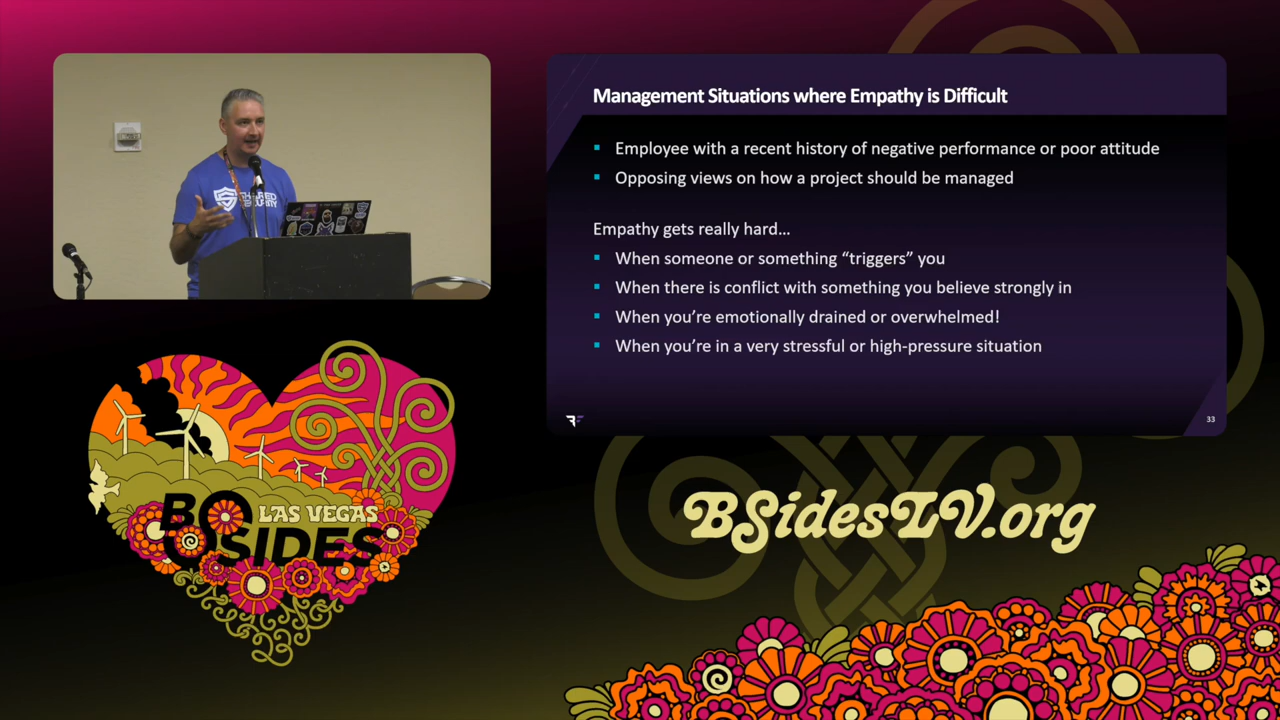 SHARED
SECURITY
Management Situations where Empathy is Difficult
Employee with a recent history of negative performance or poor attitude
Opposing views on how a project should be managed
Empathy gets really hard...
When someone or something “triggers” you
When there is conflict with something you believe strongly in
When you’re emotionally drained or overwhelmed!
When you’re in a very stressful or high-pressure situation
33
LAS VEGAS
BSIDES
23
BSidesLV.org